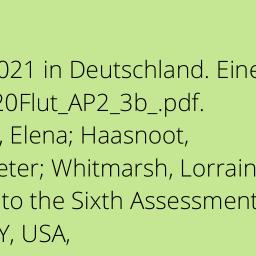 021 in Deutschland. Eine
20Flut_AP2_3b_.pdf.
, Elena; Haasnoot,
eter; Whitmarsh, Lorrain
to the Sixth Assessment
Y, USA,